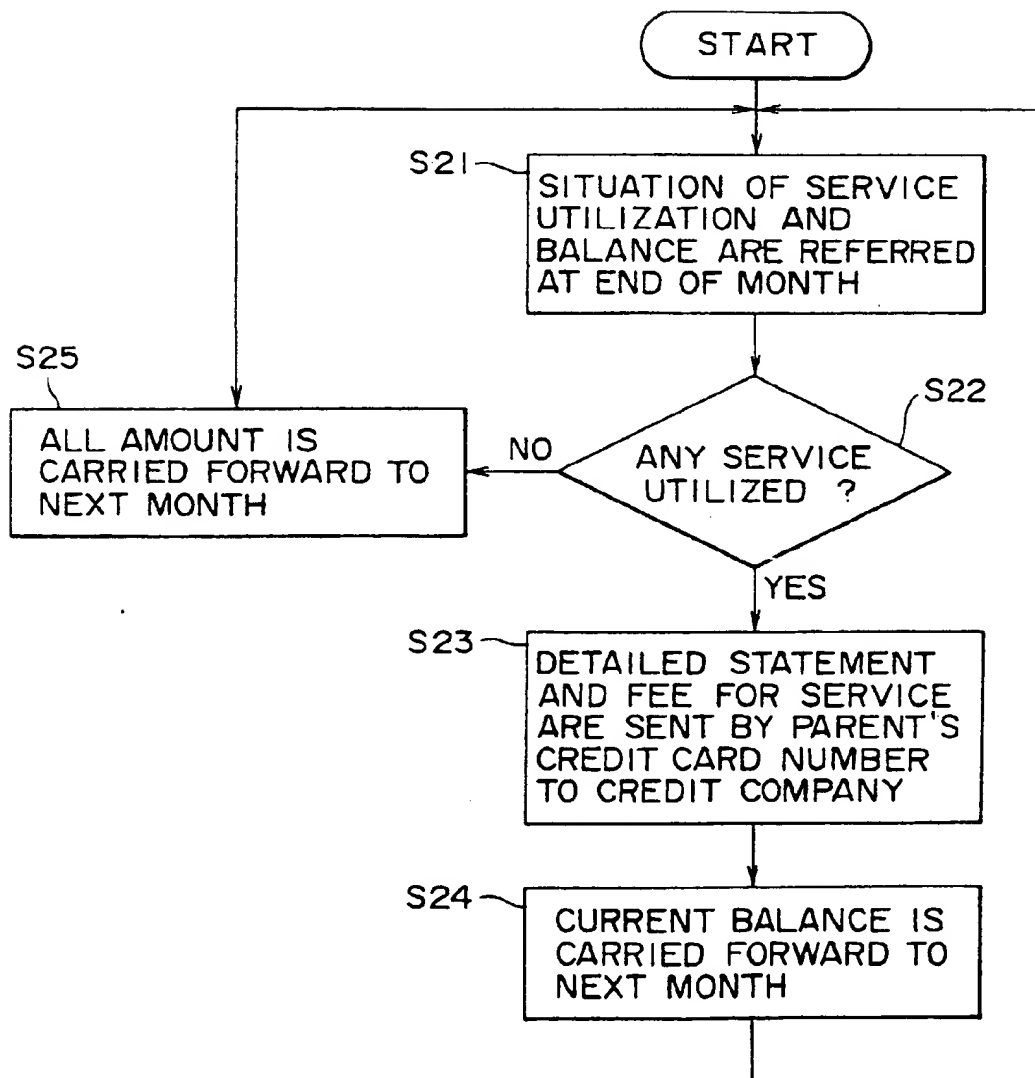 START
S21
SITUATION OF SERVICE
UTILIZATION AND
BALANCE ARE REFERRED
AT END OF MONTH
S25
ALL AMOUNT IS
CARRIED FORWARD TO
NEXT MONTH
NO
S22
ANY SERVICE
UTILIZED ?
YES
S23
DETAILED STATEMENT
AND FEE FOR SERVICE
ARE SENT BY PARENT'S
CREDIT CARD NUMBER
TO CREDIT COMPANY
S24
CURRENT BALANCE IS
CARRIED FORWARD TO
NEXT MONTH